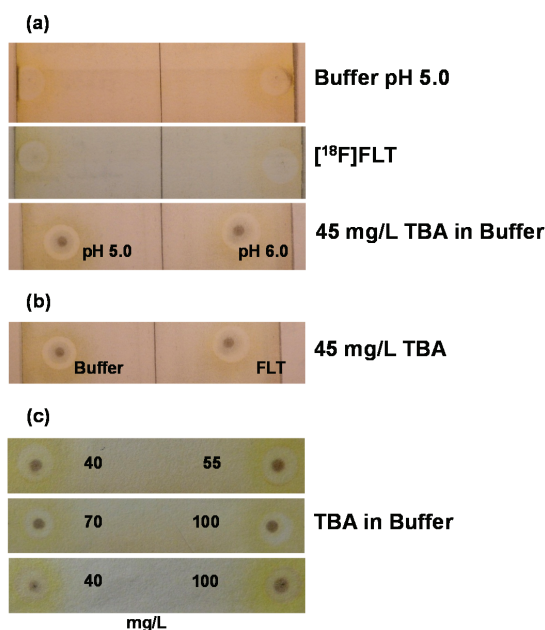 (a)
Buffer pH 5.0
[¹⁸F]FLT
45 mg/L TBA in Buffer
pH 5.0 pH 6.0
(b)
45 mg/L TBA
Buffer FLT
(c)
40 55
TBA in Buffer
70 100
40 100
mg/L